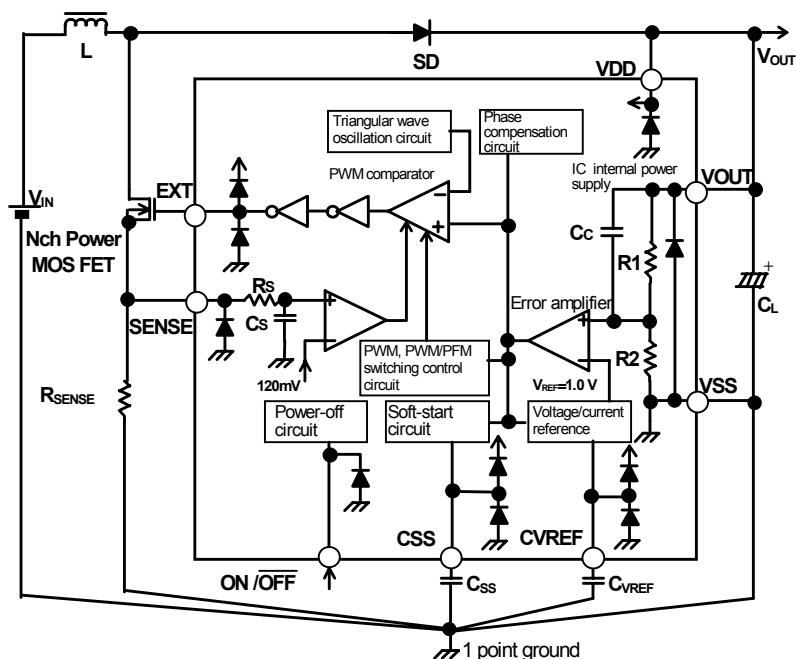 L
SD
VOUT
VDD
Triangular wave
oscillation circuit
Phase
compensation
circuit
PWM comparator
IC internal power
supply
VOUT
EXT
VIN
Nch Power
MOS FET
−
+
CC
R1
+
CL
RS
SENSE
CS
+
−
Error amplifier
+
−
R2
120mV
PWM, PWM/PFM
switching control
circuit
VREF=1.0 V
VSS
RSENSE
Power-off
circuit
Soft-start
circuit
Voltage/current
reference
CSS
CVREF
ON /OFF
CSS
CVREF
1 point ground